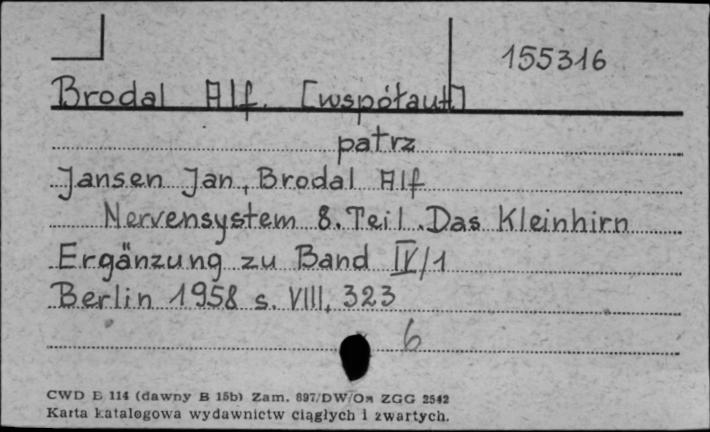 155316
Brodal Alf. [współaut]
patrz
Jansen Jan, Brodal Alf
Nervensystem 8. Teil. Das Kleinhirn
Ergänzung zu Band IV/1
Berlin 1958 s. VIII, 323
6
CWD E 114 (dawny B 15b) Zam. 897/DW/Oa ZGG 2542
Karta katalogowa wydawnictw ciągłych i zwartych.